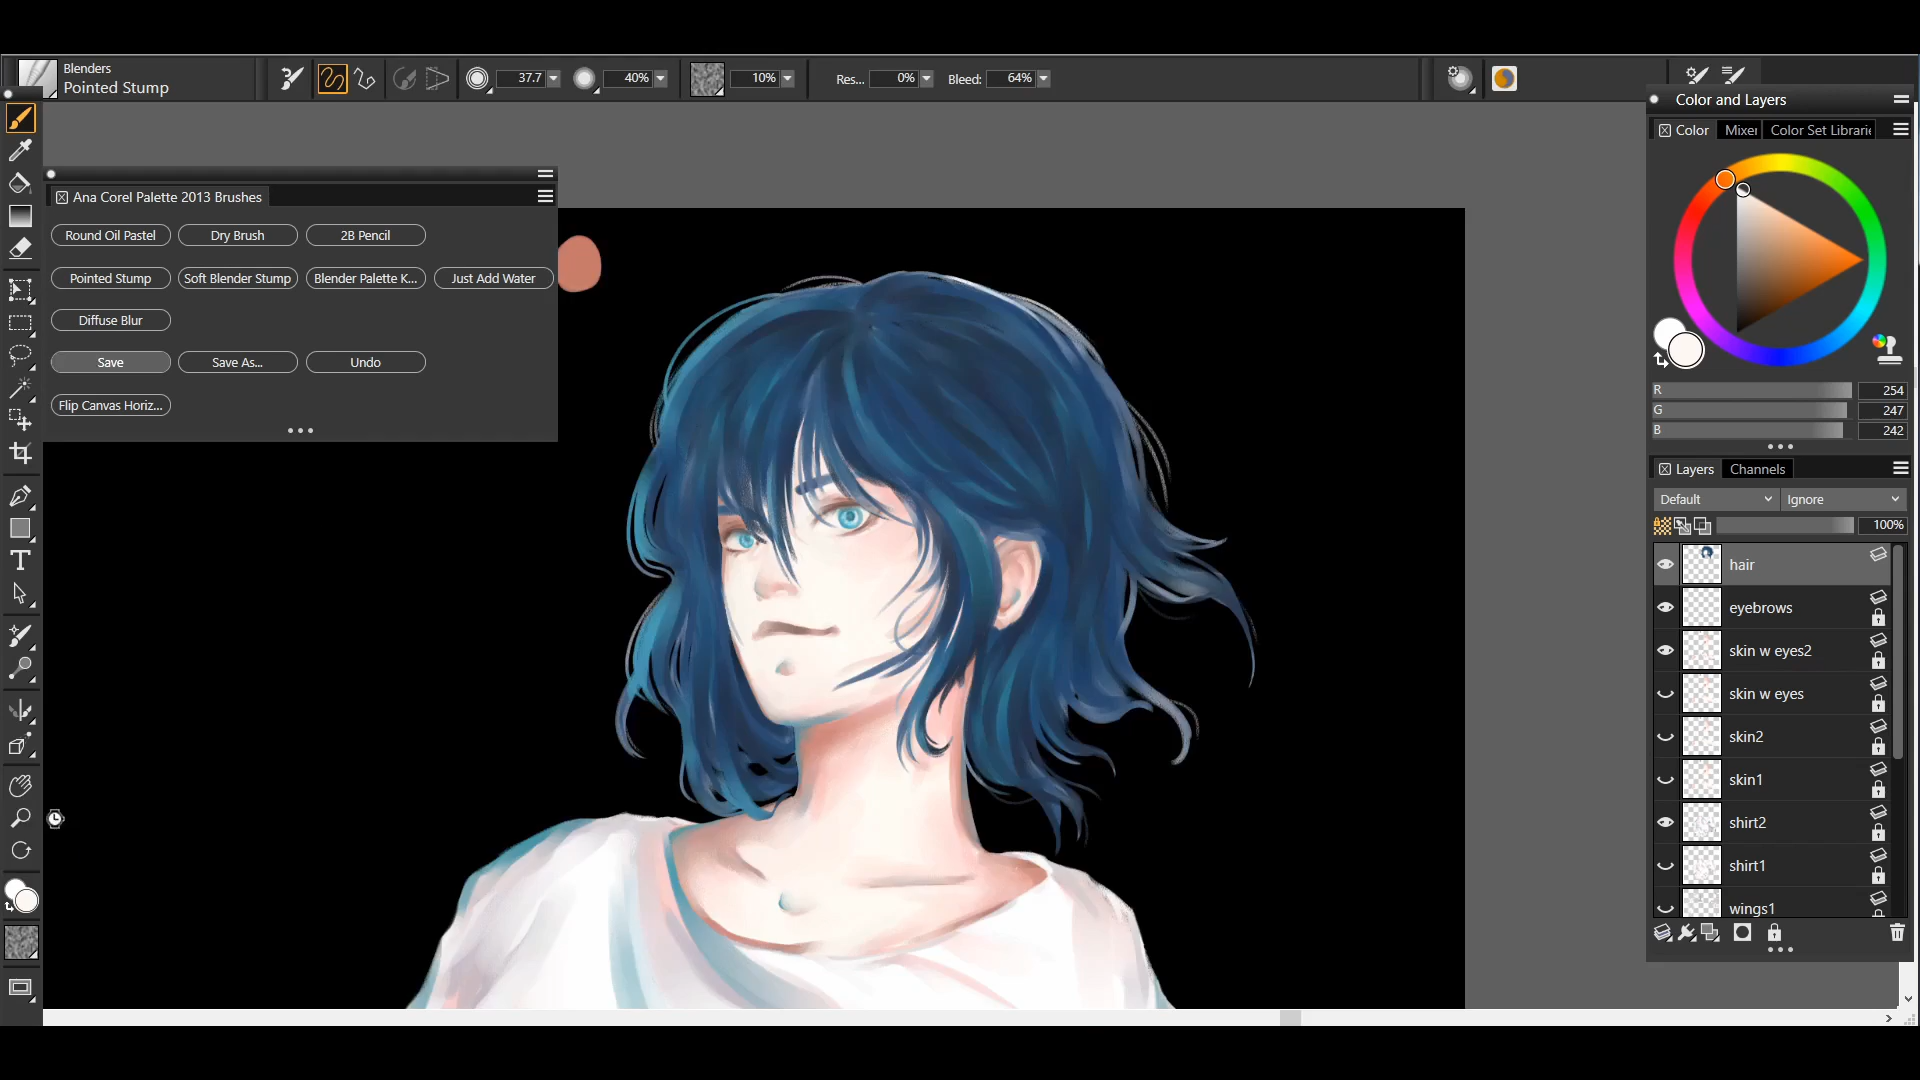 Blenders
Pointed Stump
37.7
40%
10%
Res...
0%
Bleed:
64%
Color and Layers
Color
Mixer
Color Set Librarie
Ana Corel Palette 2013 Brushes
Round Oil Pastel
Dry Brush
2B Pencil
Pointed Stump
Soft Blender Stump
Blender Palette K...
Just Add Water
Diffuse Blur
Save
Save As...
Undo
Flip Canvas Horiz...
R
254
G
247
B
242
Layers
Channels
Default
Ignore
100%
hair
eyebrows
skin w eyes2
skin w eyes
skin2
skin1
shirt2
shirt1
wings1